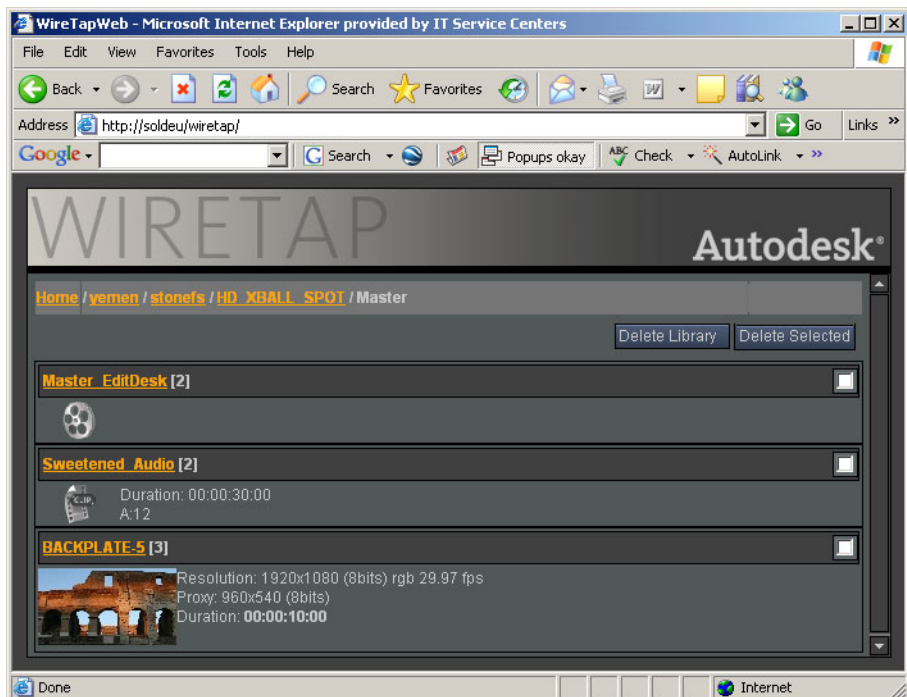 WireTapWeb - Microsoft Internet Explorer provided by IT Service Centers
File Edit View Favorites Tools Help
Back Search Favorites
Address http://soldeu/wiretap/ Go Links »
Google Search Popups okay ABC Check AutoLink »
WIRETAP
Autodesk®
Home / yemen / stonefs / HD_XBALL_SPOT / Master
Delete Library Delete Selected
Master_EditDesk [2]
Sweetened_Audio [2]
CLIP
Duration: 00:00:30:00
A:12
BACKPLATE-5 [3]
Resolution: 1920x1080 (8bits) rgb 29.97 fps
Proxy: 960x540 (8bits)
Duration: 00:00:10:00
Done Internet